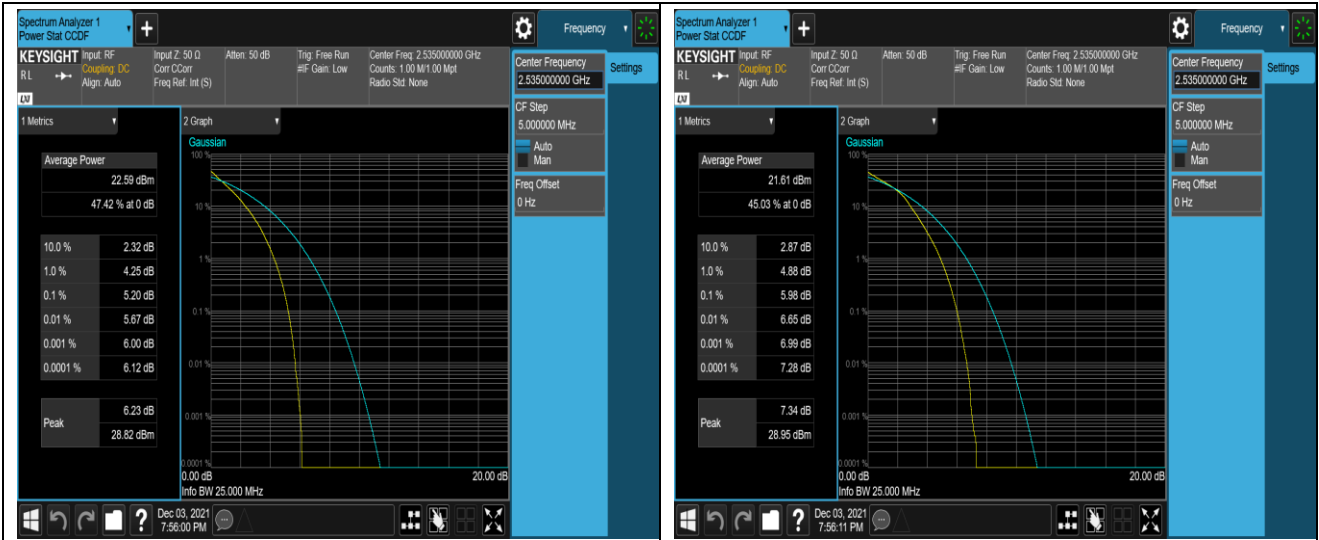 Spectrum Analyzer 1
Power Stat CCDF
+
Frequency
KEYSIGHT
Input: RF
Coupling: DC
Align: Auto
Input Z: 50 Ω
Corr CCorr
Freq Ref: Int (S)
Atten: 50 dB
Trig: Free Run
#IF Gain: Low
Center Freq: 2.535000000 GHz
Counts: 1.00 M/1.00 Mpt
Radio Std: None
RL
LXI
Center Frequency
2.535000000 GHz
Settings
CF Step
5.000000 MHz
Auto
Man
Freq Offset
0 Hz
1 Metrics
2 Graph
Average Power
22.59 dBm
47.42 % at 0 dB
10.0 % 2.32 dB
1.0 % 4.25 dB
0.1 % 5.20 dB
0.01 % 5.67 dB
0.001 % 6.00 dB
0.0001 % 6.12 dB
Peak
6.23 dB
28.82 dBm
Gaussian
100 %
10 %
1 %
0.1 %
0.01 %
0.001 %
0.0001 %
0.00 dB 20.00 dB
Info BW 25.000 MHz
?
Dec 03, 2021
7:56:00 PM
Spectrum Analyzer 1
Power Stat CCDF
+
Frequency
KEYSIGHT
Input: RF
Coupling: DC
Align: Auto
Input Z: 50 Ω
Corr CCorr
Freq Ref: Int (S)
Atten: 50 dB
Trig: Free Run
#IF Gain: Low
Center Freq: 2.535000000 GHz
Counts: 1.00 M/1.00 Mpt
Radio Std: None
RL
LXI
Center Frequency
2.535000000 GHz
Settings
CF Step
5.000000 MHz
Auto
Man
Freq Offset
0 Hz
1 Metrics
2 Graph
Average Power
21.61 dBm
45.03 % at 0 dB
10.0 % 2.87 dB
1.0 % 4.88 dB
0.1 % 5.98 dB
0.01 % 6.65 dB
0.001 % 6.99 dB
0.0001 % 7.28 dB
Peak
7.34 dB
28.95 dBm
Gaussian
100 %
10 %
1 %
0.1 %
0.01 %
0.001 %
0.0001 %
0.00 dB 20.00 dB
Info BW 25.000 MHz
?
Dec 03, 2021
7:56:11 PM